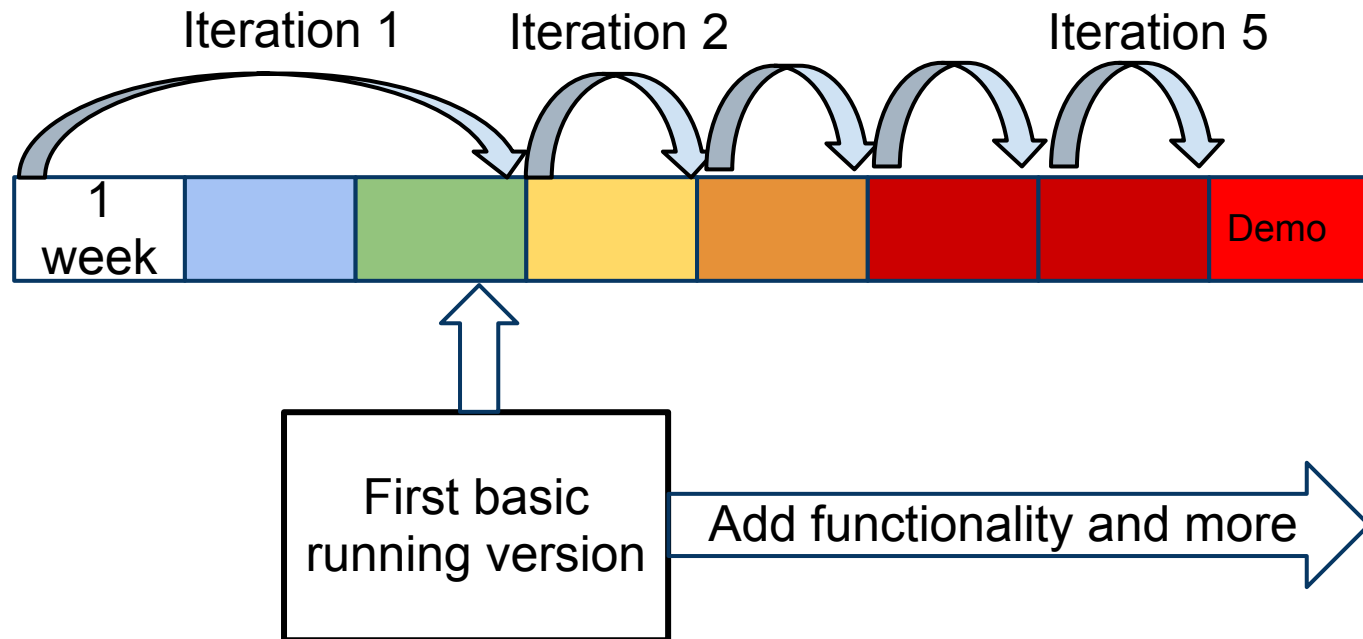 Iteration 1
Iteration 2
Iteration 5
1
week
Demo
First basic
running version
Add functionality and more